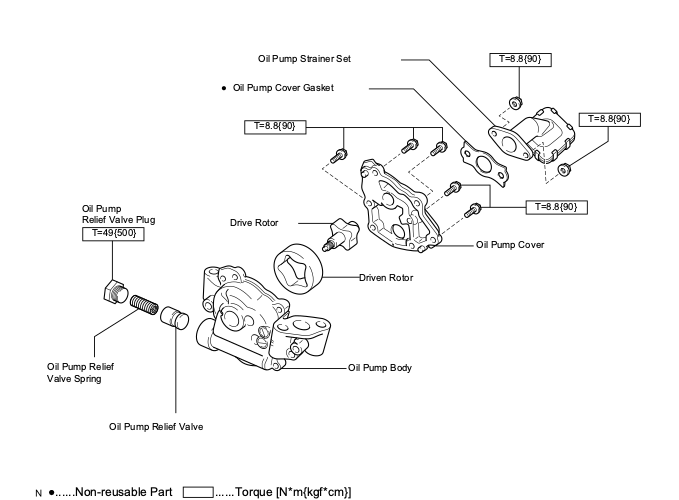 Oil Pump Strainer Set
T=8.8{90}
● Oil Pump Cover Gasket
T=8.8{90}
T=8.8{90}
Oil Pump
Relief Valve Plug
T=49{500}
Drive Rotor
T=8.8{90}
Oil Pump Cover
Driven Rotor
Oil Pump Relief
Valve Spring
Oil Pump Body
Oil Pump Relief Valve
N ●......Non-reusable Part ......Torque [N*m{kgf*cm}]